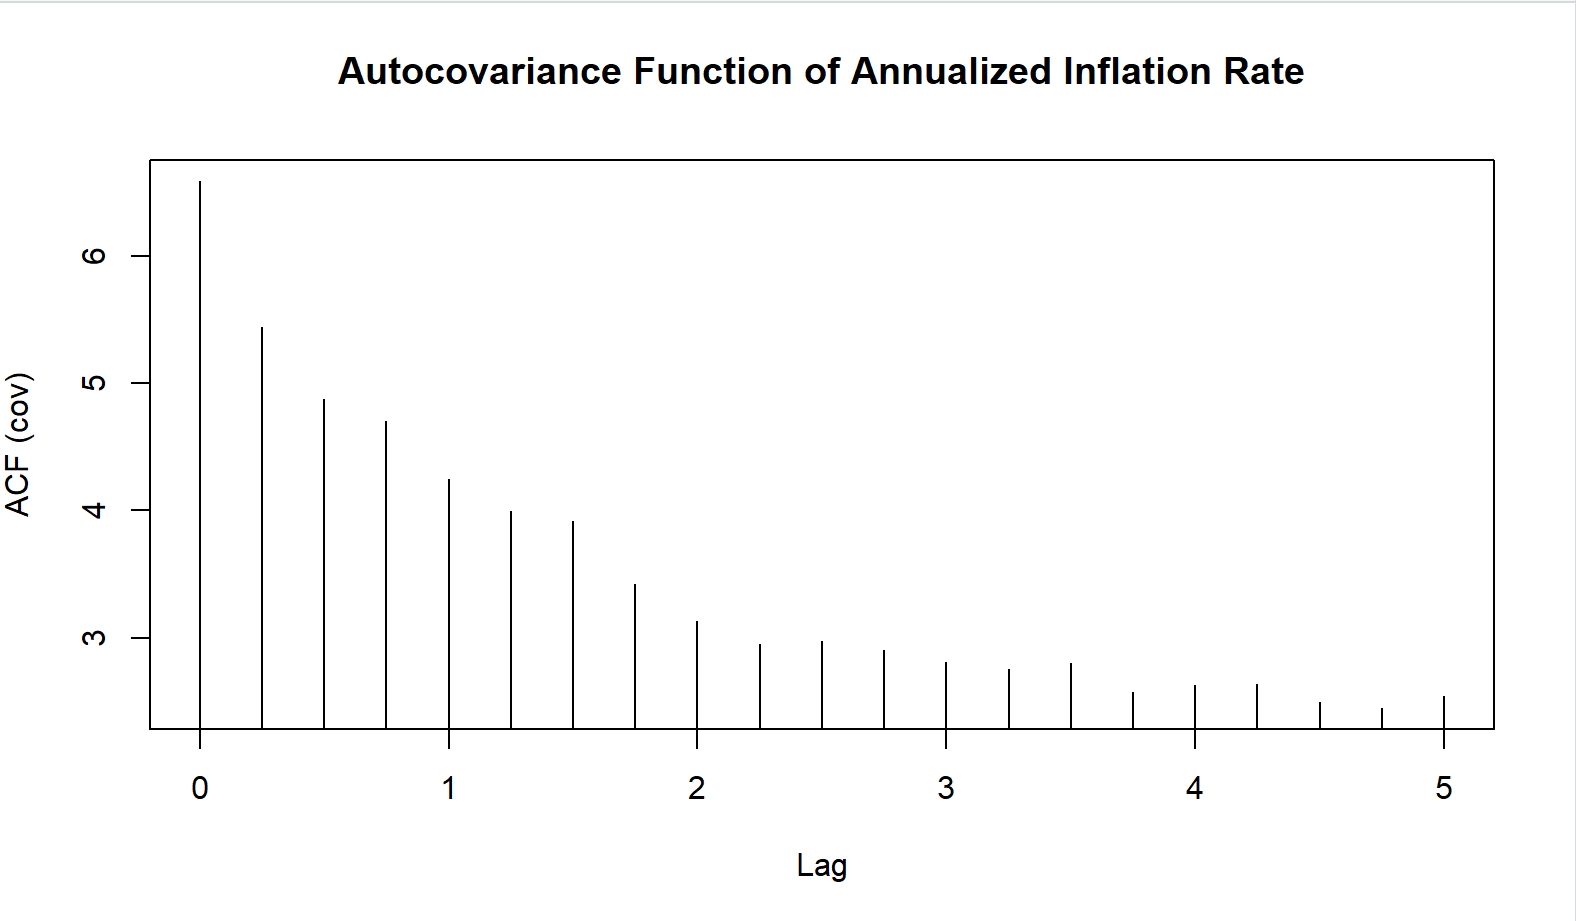 Autocovariance Function of Annualized Inflation Rate
ACF (cov)
6
5
4
3
0 1 2 3 4 5
Lag